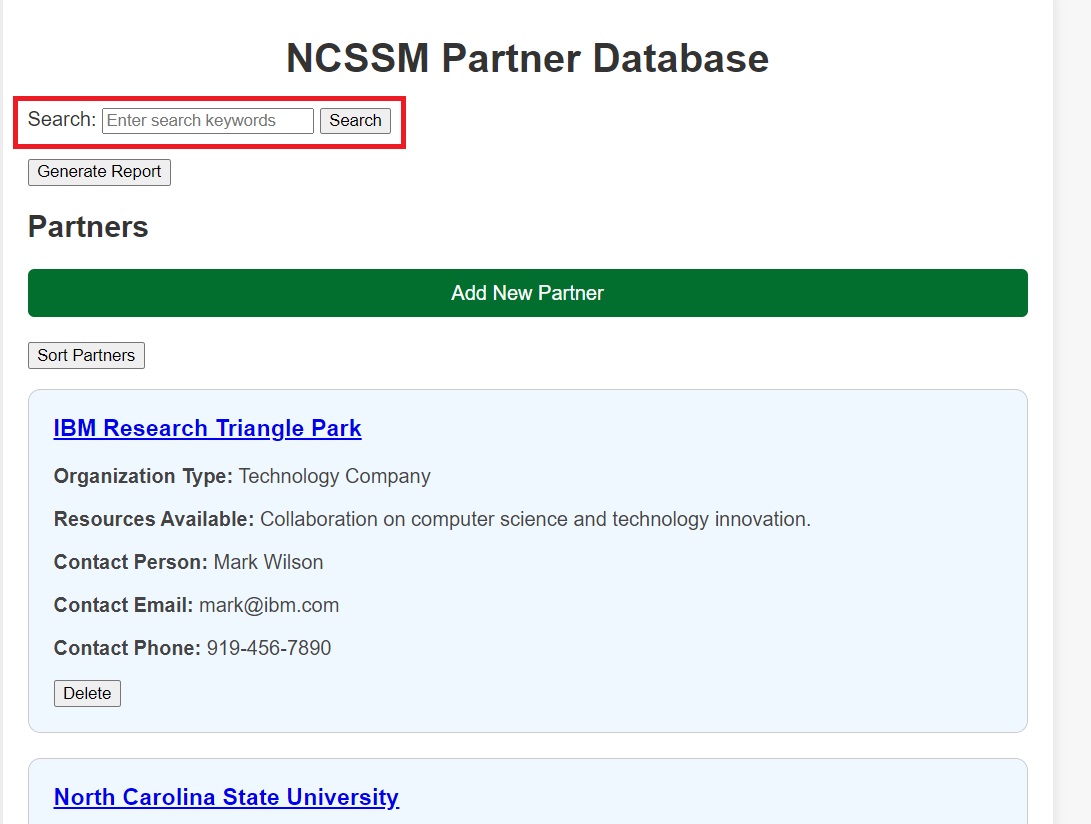 NCSSM Partner Database
Search: Enter search keywords Search
Generate Report
Partners
Add New Partner
Sort Partners
IBM Research Triangle Park
Organization Type: Technology Company
Resources Available: Collaboration on computer science and technology innovation.
Contact Person: Mark Wilson
Contact Email: mark@ibm.com
Contact Phone: 919-456-7890
Delete
North Carolina State University